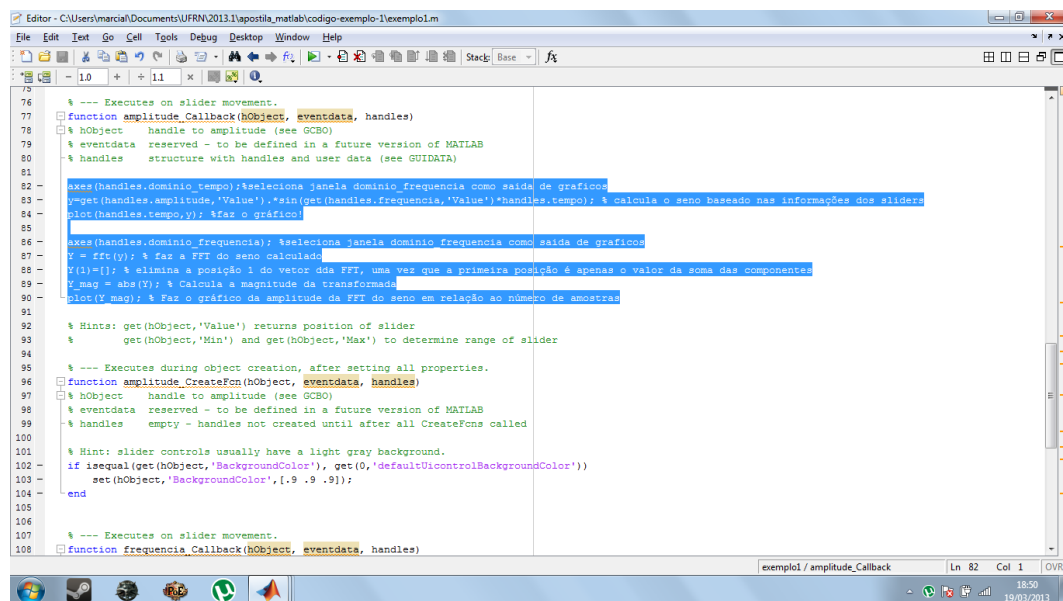 Editor - C:\Users\marcial\Documents\UFRN\2013.1\apostila_matlab\codigo-exemplo-1\exemplo1.m
File Edit Text Go Cell Tools Debug Desktop Window Help
Stack: Base fx
- 1.0 + ÷ 1.1 ×
75
76 % --- Executes on slider movement.
77 function amplitude_Callback(hObject, eventdata, handles)
78 % hObject    handle to amplitude (see GCBO)
79 % eventdata  reserved - to be defined in a future version of MATLAB
80 % handles    structure with handles and user data (see GUIDATA)
81
82 - axes(handles.dominio_tempo);%seleciona janela dominio_frequencia como saida de graficos
83 - y=get(handles.amplitude,'Value').*sin(get(handles.frequencia,'Value')*handles.tempo); % calcula o seno baseado nas informações dos sliders
84 - plot(handles.tempo,y); %faz o gráfico!
85
86 - axes(handles.dominio_frequencia); %seleciona janela dominio_frequencia como saida de graficos
87 - Y = fft(y); % faz a FFT do seno calculado
88 - Y(1)=[]; % elimina a posição 1 do vetor dda FFT, uma vez que a primeira posição é apenas o valor da soma das componentes
89 - Y_mag = abs(Y); % Calcula a magnitude da transformada
90 - plot(Y_mag); % Faz o gráfico da amplitude da FFT do seno em relação ao número de amostras
91
92 % Hints: get(hObject,'Value') returns position of slider
93 %        get(hObject,'Min') and get(hObject,'Max') to determine range of slider
94
95 % --- Executes during object creation, after setting all properties.
96 function amplitude_CreateFcn(hObject, eventdata, handles)
97 % hObject    handle to amplitude (see GCBO)
98 % eventdata  reserved - to be defined in a future version of MATLAB
99 % handles    empty - handles not created until after all CreateFcns called
100
101 % Hint: slider controls usually have a light gray background.
102 - if isequal(get(hObject,'BackgroundColor'), get(0,'defaultUicontrolBackgroundColor'))
103 -     set(hObject,'BackgroundColor',[.9 .9 .9]);
104 - end
105
106
107 % --- Executes on slider movement.
108 function frequencia_Callback(hObject, eventdata, handles)
exemplo1 / amplitude_Callback Ln 82 Col 1 OVR
PoE
18:50
19/03/2013